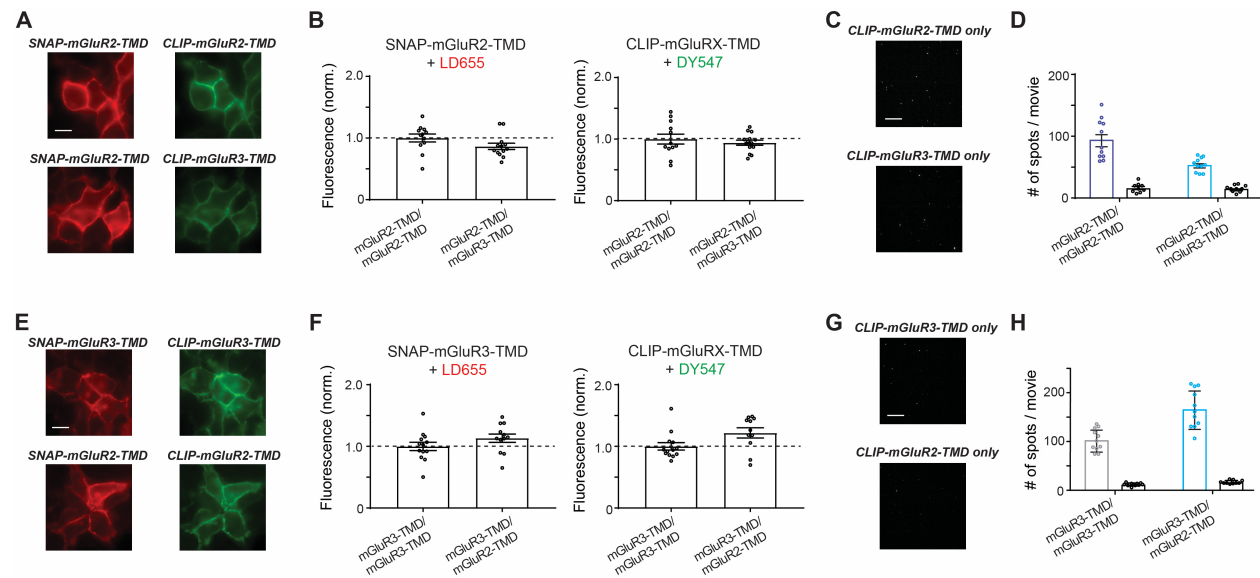 A
SNAP-mGluR2-TMD CLIP-mGluR2-TMD
SNAP-mGluR2-TMD CLIP-mGluR3-TMD
B
SNAP-mGluR2-TMD
+ LD655
Fluorescence (norm.)
2.0
1.0
0
mGluR2-TMD/
mGluR2-TMD
mGluR2-TMD/
mGluR3-TMD
CLIP-mGluRX-TMD
+ DY547
Fluorescence (norm.)
2.0
1.0
0
mGluR2-TMD/
mGluR2-TMD
mGluR2-TMD/
mGluR3-TMD
C
CLIP-mGluR2-TMD only
CLIP-mGluR3-TMD only
D
# of spots / movie
200
100
0
mGluR2-TMD/
mGluR2-TMD
mGluR2-TMD/
mGluR3-TMD
E
SNAP-mGluR3-TMD CLIP-mGluR3-TMD
SNAP-mGluR2-TMD CLIP-mGluR2-TMD
F
SNAP-mGluR3-TMD
+ LD655
Fluorescence (norm.)
2.0
1.0
0
mGluR3-TMD/
mGluR3-TMD
mGluR3-TMD/
mGluR2-TMD
CLIP-mGluRX-TMD
+ DY547
Fluorescence (norm.)
2.0
1.0
0
mGluR3-TMD/
mGluR3-TMD
mGluR3-TMD/
mGluR2-TMD
G
CLIP-mGluR3-TMD only
CLIP-mGluR2-TMD only
H
# of spots / movie
200
100
0
mGluR3-TMD/
mGluR3-TMD
mGluR3-TMD/
mGluR2-TMD